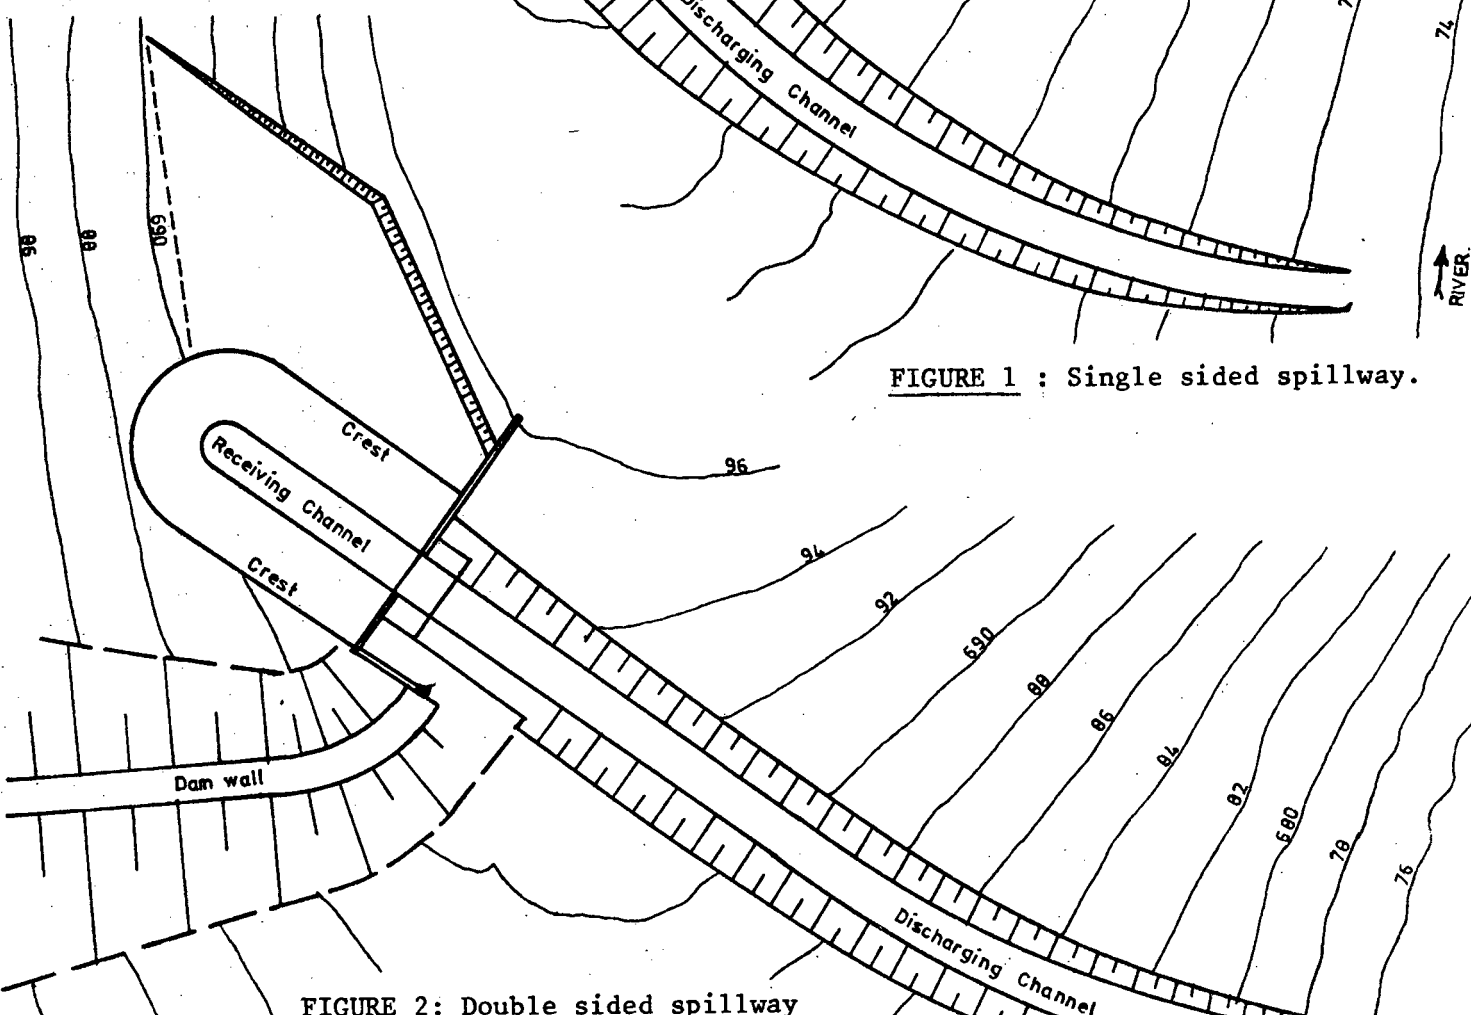 Discharging Channel
74
RIVER.
FIGURE 1 : Single sided spillway.
86
88
690
Crest
Receiving Channel
Crest
96
94
92
690
88
86
84
82
680
78
76
Dam wall
Discharging Channel
FIGURE 2: Double sided spillway